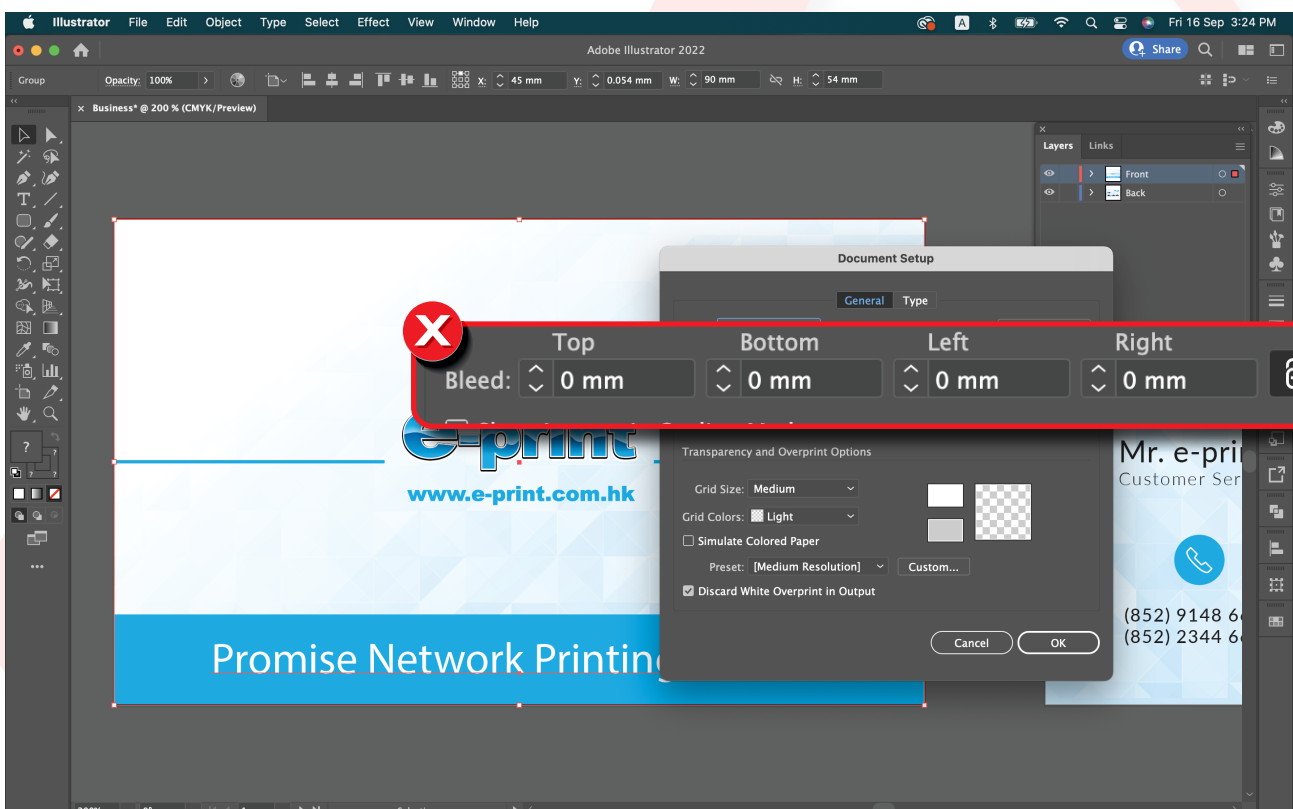 Illustrator File Edit Object Type Select Effect View Window Help A Fri 16 Sep 3:24 PM
Adobe Illustrator 2022 Share
Group Opacity: 100% X: 45 mm Y: 0.054 mm W: 90 mm H: 54 mm
× Business* @ 200 % (CMYK/Preview)
Layers Links
Front
Back
Document Setup
General Type
X
Top Bottom Left Right
Bleed: 0 mm 0 mm 0 mm 0 mm
e-print
www.e-print.com.hk
Transparency and Overprint Options
Grid Size: Medium
Grid Colors: Light
Simulate Colored Paper
Preset: [Medium Resolution] Custom...
Discard White Overprint in Output
Cancel OK
Mr. e-pri
Customer Ser
(852) 9148 6
(852) 2344 6
Promise Network Printing